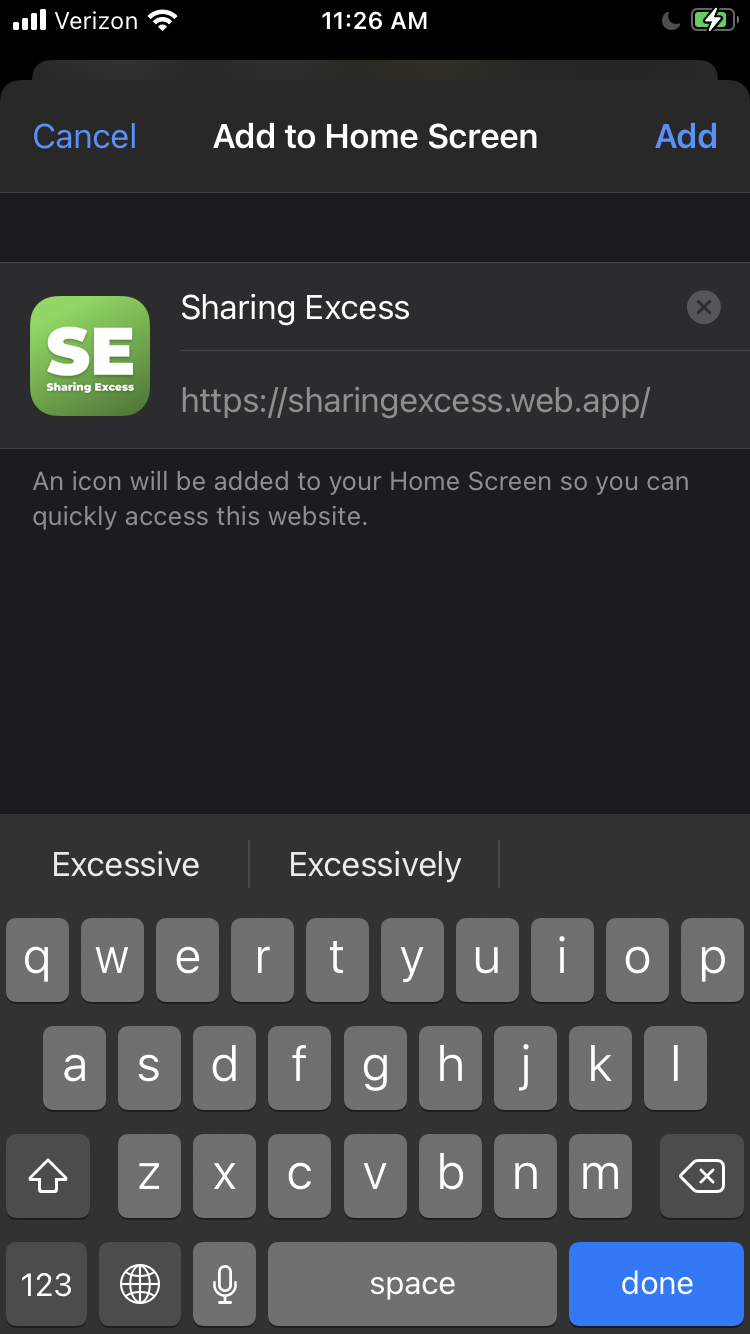 Verizon 11:26 AM
Cancel Add to Home Screen Add
Sharing Excess
SE
Sharing Excess
https://sharingexcess.web.app/
An icon will be added to your Home Screen so you can
quickly access this website.
Excessive Excessively
q w e r t y u i o p
a s d f g h j k l
z x c v b n m
123 space done